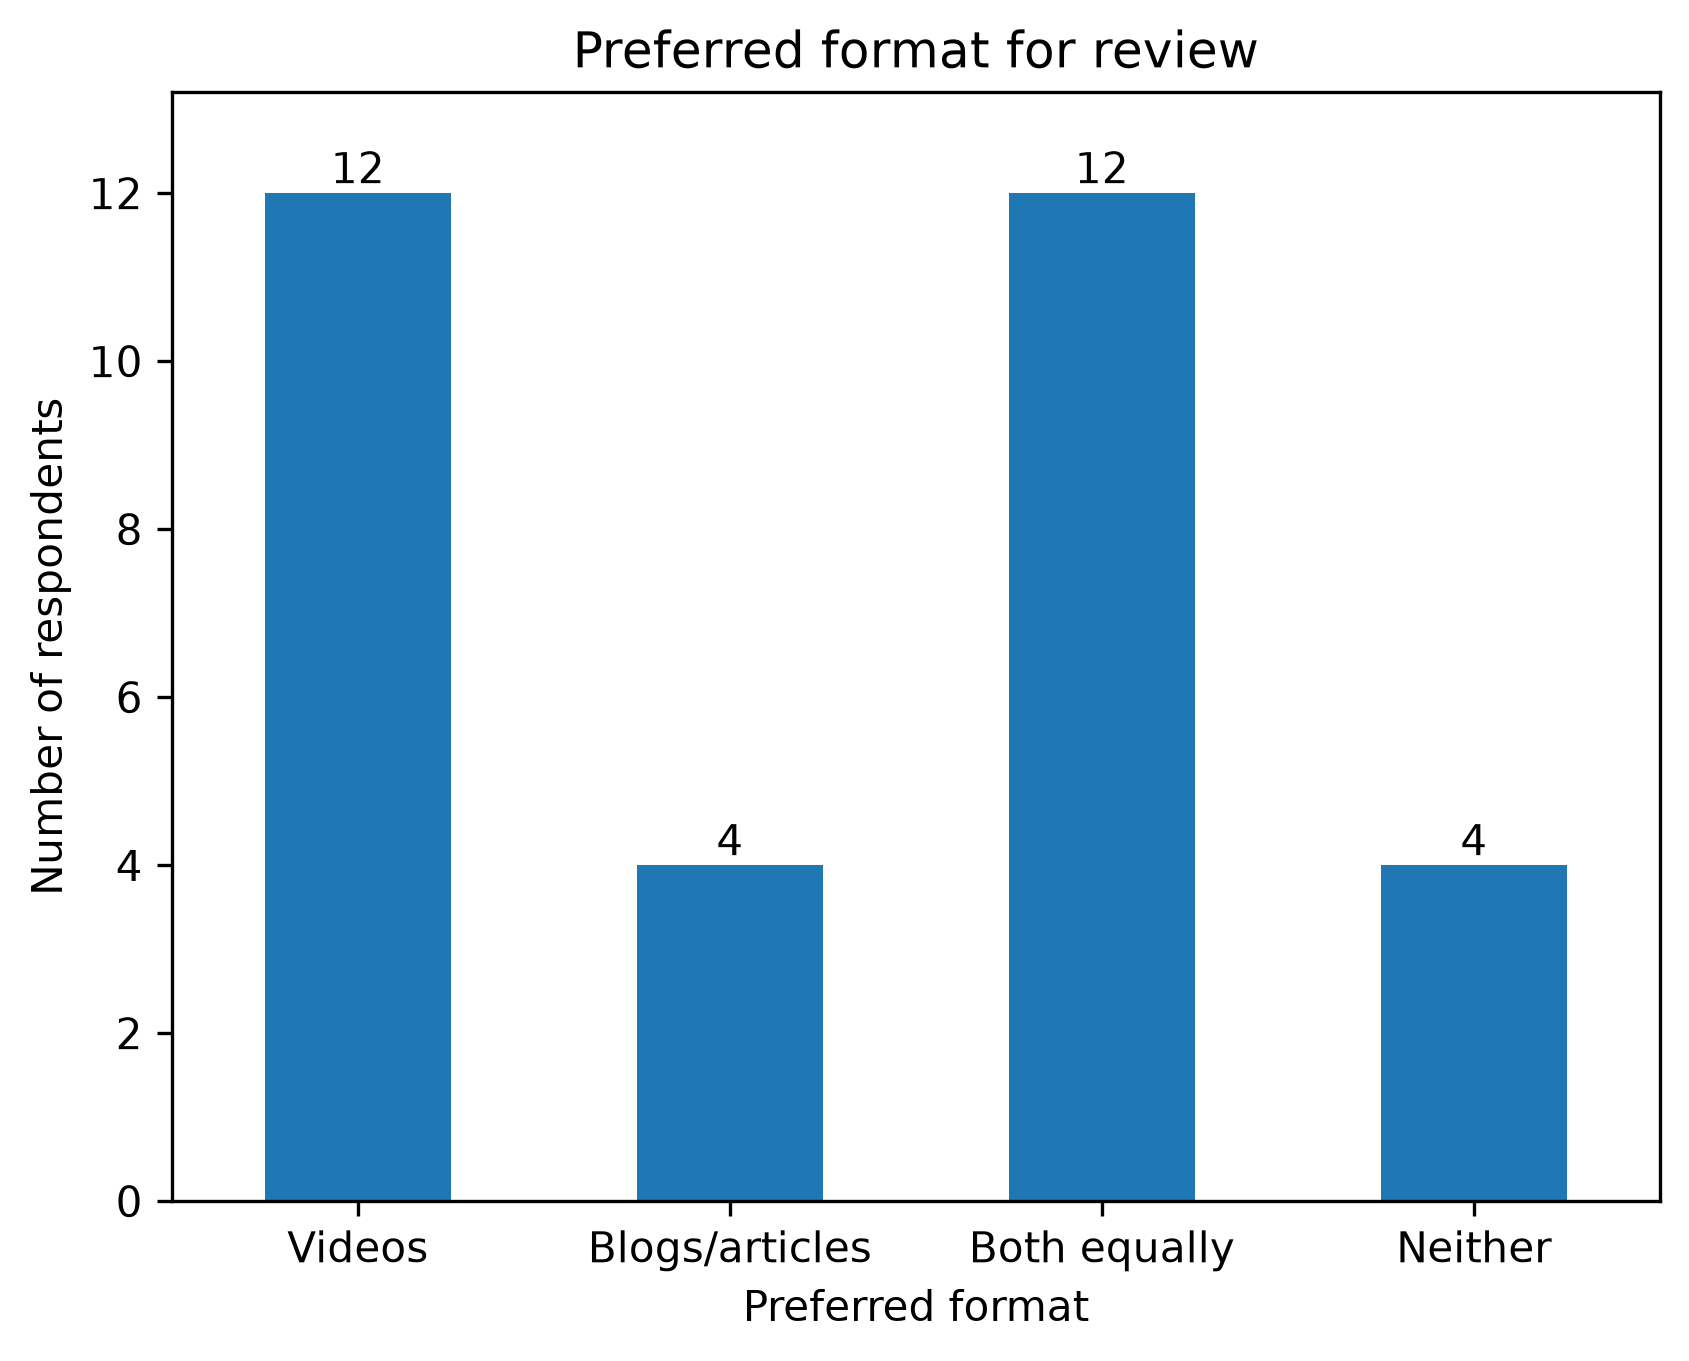 Preferred format for review
12
12
12
10
8
6
4
4
4
2
0
Number of respondents
Videos
Blogs/articles
Both equally
Neither
Preferred format